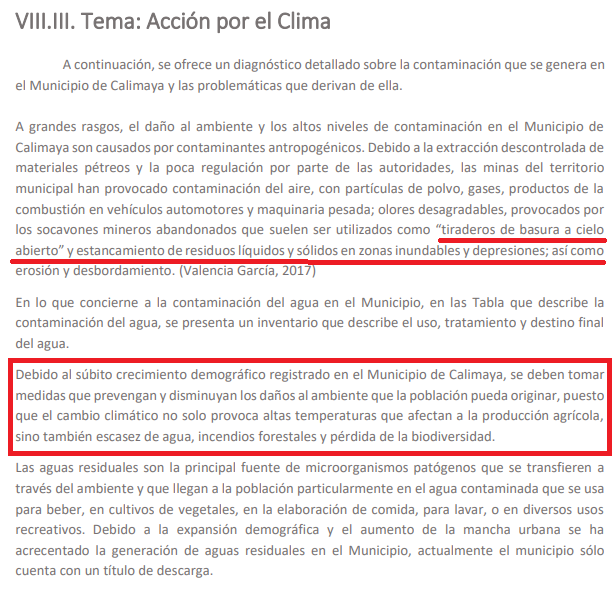 VIII.III. Tema: Acción por el Clima
A continuación, se ofrece un diagnóstico detallado sobre la contaminación que se genera en
el Municipio de Calimaya y las problemáticas que derivan de ella.
A grandes rasgos, el daño al ambiente y los altos niveles de contaminación en el Municipio de
Calimaya son causados por contaminantes antropogénicos. Debido a la extracción descontrolada de
materiales pétreos y la poca regulación por parte de las autoridades, las minas del territorio
municipal han provocado contaminación del aire, con partículas de polvo, gases, productos de la
combustión en vehículos automotores y maquinaria pesada; olores desagradables, provocados por
los socavones mineros abandonados que suelen ser utilizados como “tiraderos de basura a cielo
abierto” y estancamiento de residuos líquidos y sólidos en zonas inundables y depresiones; así como
erosión y desbordamiento. (Valencia García, 2017)
En lo que concierne a la contaminación del agua en el Municipio, en las Tabla que describe la
contaminación del agua, se presenta un inventario que describe el uso, tratamiento y destino final
del agua.
Debido al súbito crecimiento demográfico registrado en el Municipio de Calimaya, se deben tomar
medidas que prevengan y disminuyan los daños al ambiente que la población pueda originar, puesto
que el cambio climático no solo provoca altas temperaturas que afectan a la producción agrícola,
sino también escasez de agua, incendios forestales y pérdida de la biodiversidad.
Las aguas residuales son la principal fuente de microorganismos patógenos que se transfieren a
través del ambiente y que llegan a la población particularmente en el agua contaminada que se usa
para beber, en cultivos de vegetales, en la elaboración de comida, para lavar, o en diversos usos
recreativos. Debido a la expansión demográfica y el aumento de la mancha urbana se ha
acrecentado la generación de aguas residuales en el Municipio, actualmente el municipio sólo
cuenta con un título de descarga.